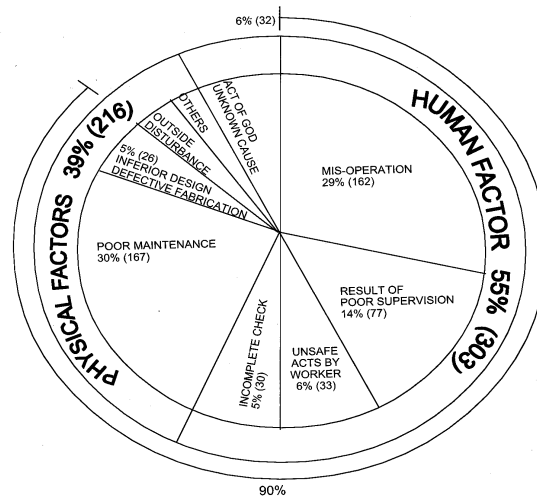 6% (32)
HUMAN FACTOR 55% (303)
MIS-OPERATION
29% (162)
RESULT OF
POOR SUPERVISION
14% (77)
UNSAFE
ACTS BY
WORKER
6% (33)
INCOMPLETE CHECK
5% (30)
PHYSICAL FACTORS 39% (216)
POOR MAINTENANCE
30% (167)
5% (26)
INFERIOR DESIGN
DEFECTIVE FABRICATION
OUTSIDE
DISTURBANCE
OTHERS
ACT OF GOD
UNKNOWN CAUSE
90%